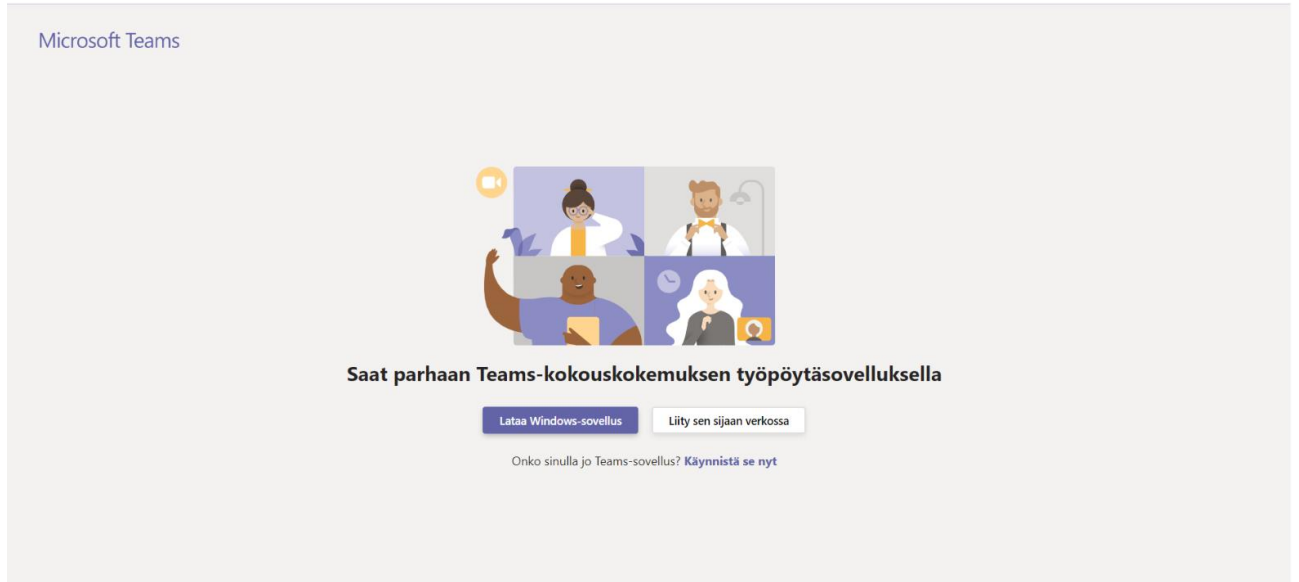 Microsoft Teams
Saat parhaan Teams-kokouskokemuksen työpöytäsovelluksella
Lataa Windows-sovellus
Liity sen sijaan verkossa
Onko sinulla jo Teams-sovellus? Käynnistä se nyt